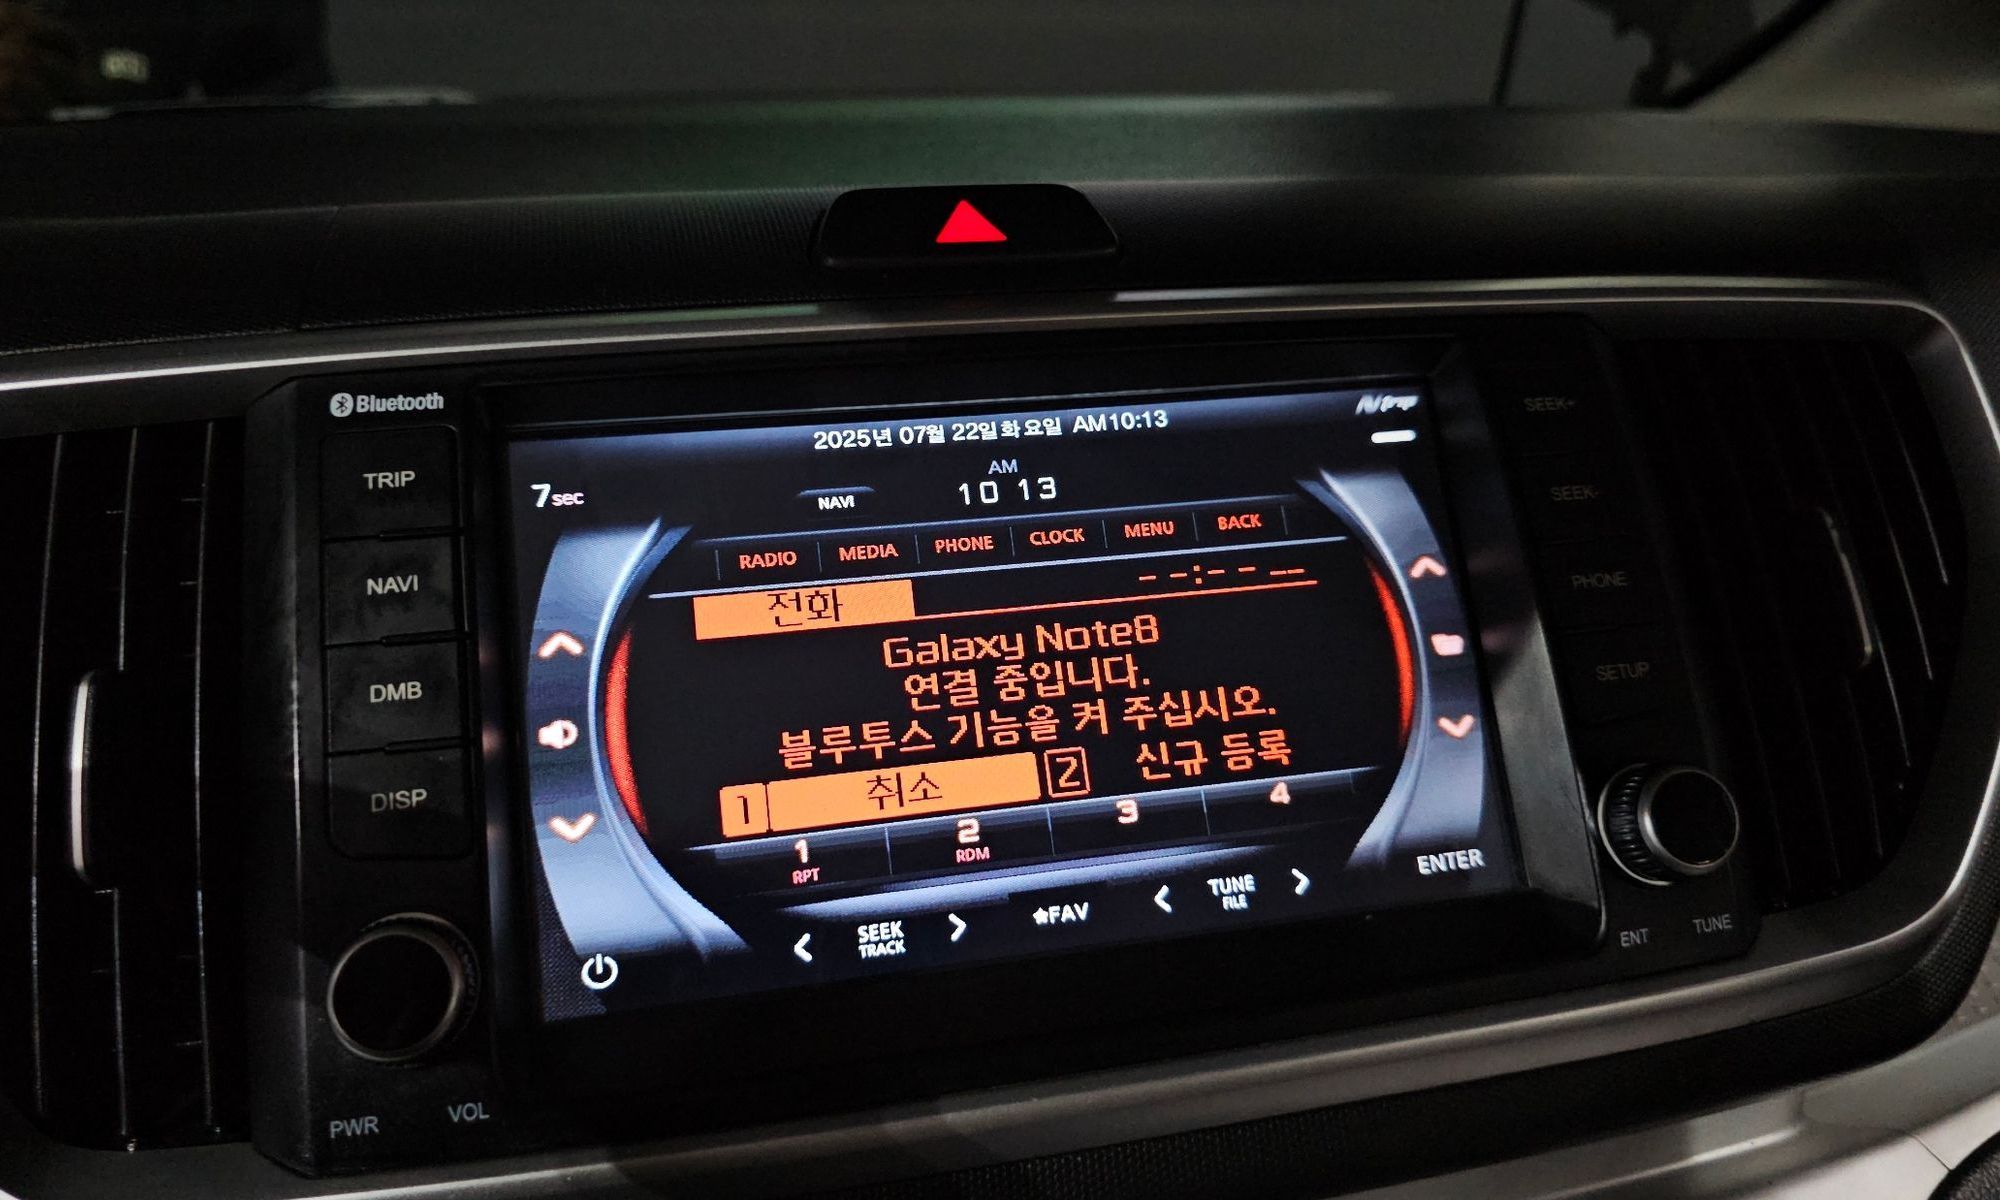 Bluetooth
TRIP
NAVI
DMB
DISP
PWR
VOL
2025년 07월 22일 화요일 AM10:13
7sec
NAVI
AM
10 13
RADIO
MEDIA
PHONE
CLOCK
MENU
BACK
전화
--:-- --
Galaxy Note8
연결 중입니다.
블루투스 기능을 켜 주십시오.
1 취소
2 신규 등록
1
RPT
2
RDM
3
4
SEEK
TRACK
★FAV
TUNE
FILE
ENTER
SEEK+
SEEK-
PHONE
SETUP
ENT
TUNE